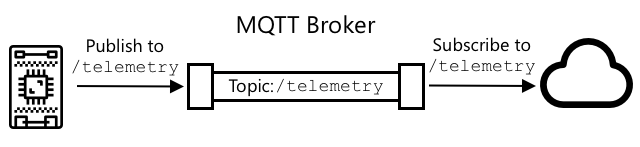 MQTT Broker
Publish to
/telemetry
Topic:/telemetry
Subscribe to
/telemetry